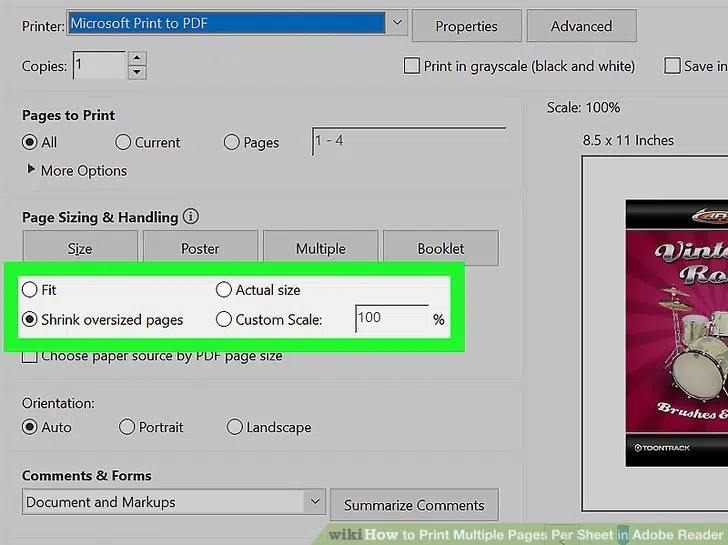 Printer: Microsoft Print to PDF Properties Advanced
Copies: 1 Print in grayscale (black and white) Save in
Scale: 100%
Pages to Print
8.5 x 11 Inches
All Current Pages 1 - 4
More Options
Page Sizing & Handling
Size Poster Multiple Booklet
Fit Actual size
Shrink oversized pages Custom Scale: 100 %
Choose paper source by PDF page size
Orientation:
Auto Portrait Landscape
Comments & Forms
Document and Markups Summarize Comments
Vint
Ro
Brushes &
TOONTRACK
wikiHow to Print Multiple Pages Per Sheet in Adobe Reader